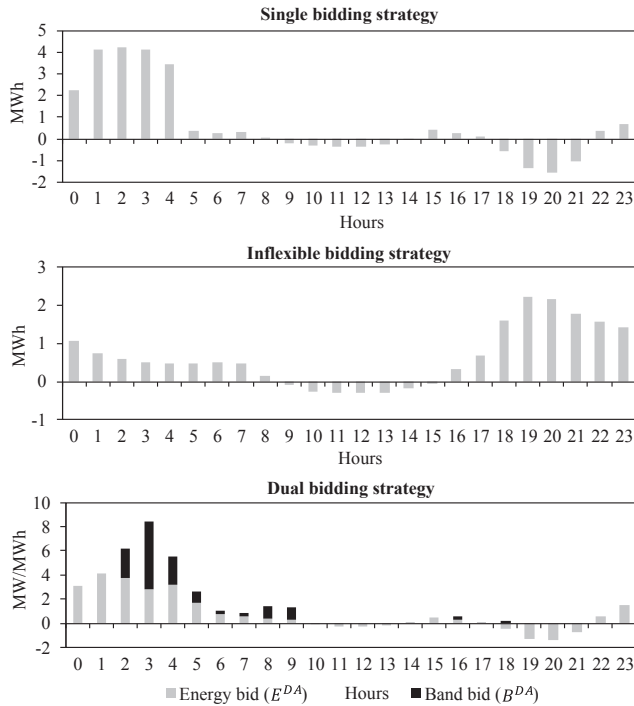 Single bidding strategy
5
4
3
2
1
0
-1
-2
MWh
0 1 2 3 4 5 6 7 8 9 10 11 12 13 14 15 16 17 18 19 20 21 22 23
Hours
Inflexible bidding strategy
3
2
1
0
-1
MWh
0 1 2 3 4 5 6 7 8 9 10 11 12 13 14 15 16 17 18 19 20 21 22 23
Hours
Dual bidding strategy
10
8
6
4
2
0
-2
MW/MWh
0 1 2 3 4 5 6 7 8 9 10 11 12 13 14 15 16 17 18 19 20 21 22 23
Energy bid (E^{DA}) Hours Band bid (B^{DA})